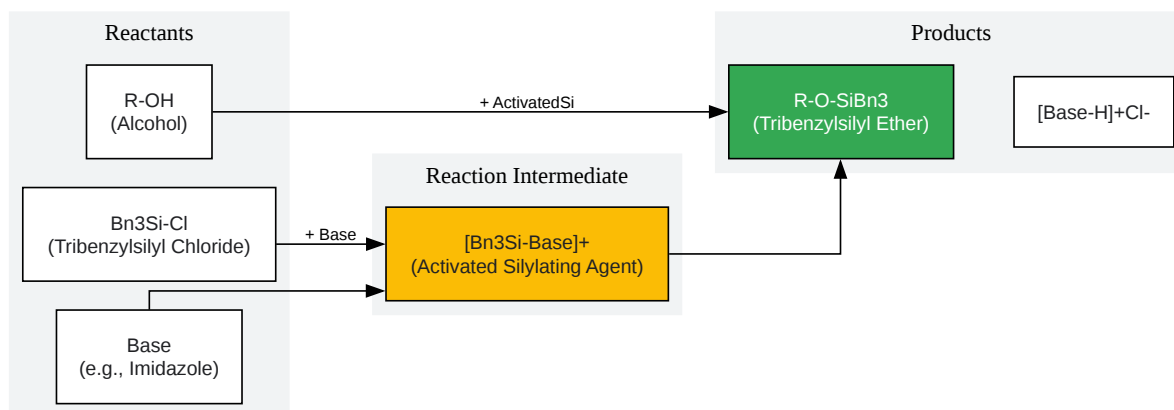 Reactants
Products
R-OH
(Alcohol)
+ ActivatedSi
R-O-SiBn3
(Tribenzylsilyl Ether)
[Base-H]+Cl-
Reaction Intermediate
Bn3Si-Cl
(Tribenzylsilyl Chloride)
+ Base
[Bn3Si-Base]+
(Activated Silylating Agent)
Base
(e.g., Imidazole)